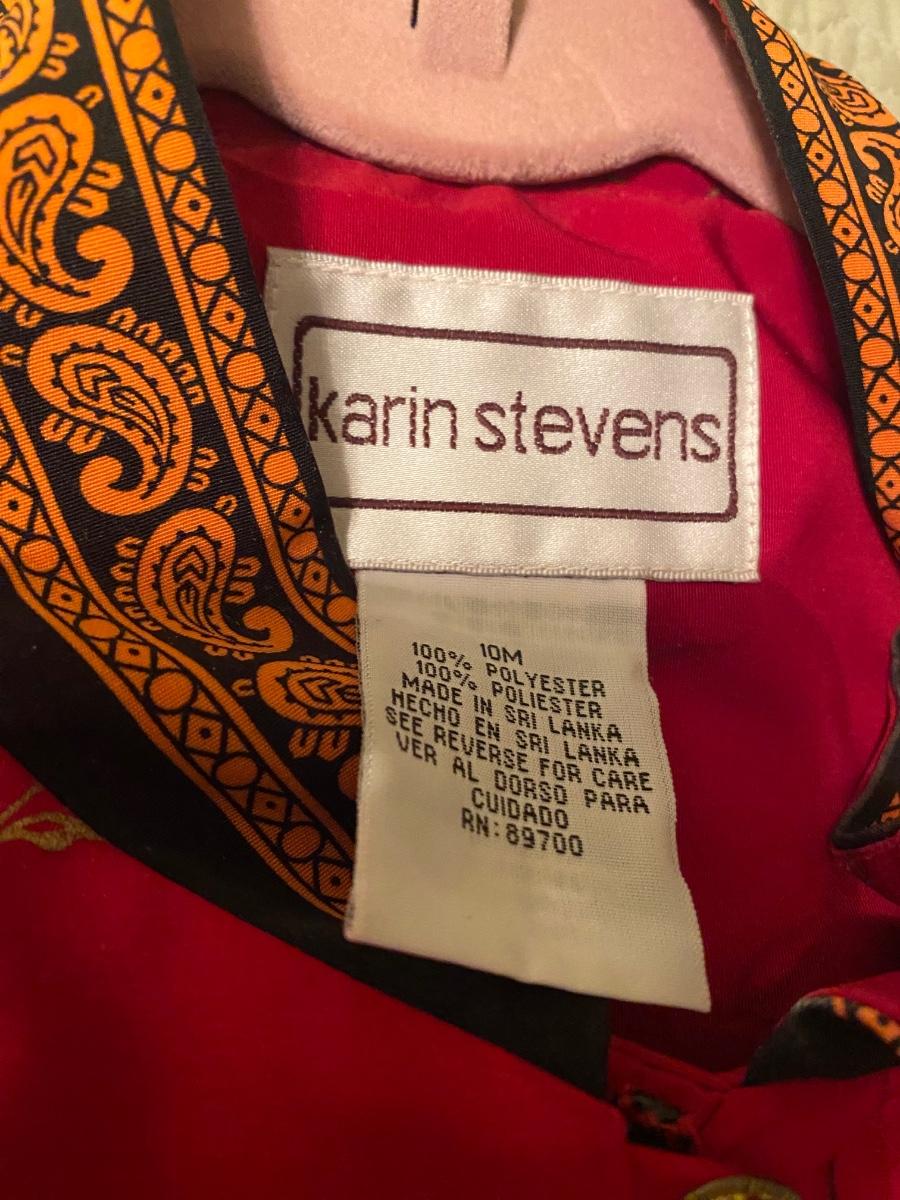 karin stevens
10M
100% POLYESTER
100% POLIESTER
MADE IN SRI LANKA
HECHO EN SRI LANKA
SEE REVERSE FOR CARE
VER AL DORSO PARA
CUIDADO
RN:89700